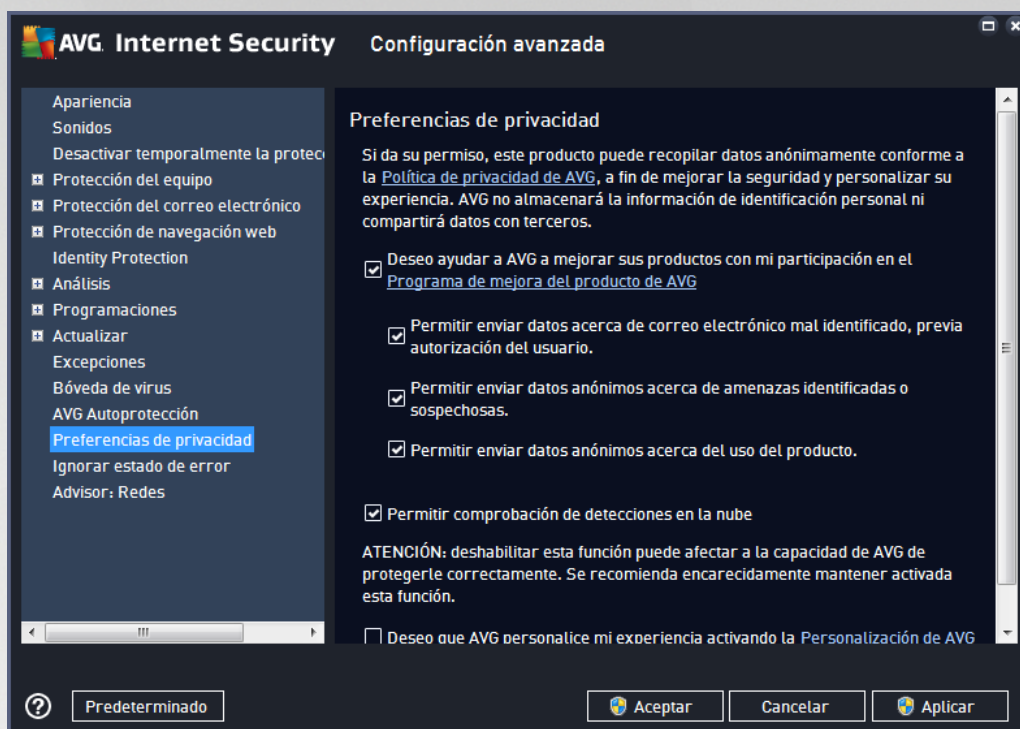 AVG. Internet Security
Configuración avanzada
Apariencia
Sonidos
Desactivar temporalmente la protec
Protección del equipo
Protección del correo electrónico
Protección de navegación web
Identity Protection
Análisis
Programaciones
Actualizar
Excepciones
Bóveda de virus
AVG Autoprotección
Preferencias de privacidad
Ignorar estado de error
Advisor: Redes
Preferencias de privacidad
Si da su permiso, este producto puede recopilar datos anónimamente conforme a
la Política de privacidad de AVG, a fin de mejorar la seguridad y personalizar su
experiencia. AVG no almacenará la información de identificación personal ni
compartirá datos con terceros.
Deseo ayudar a AVG a mejorar sus productos con mi participación en el
Programa de mejora del producto de AVG
Permitir enviar datos acerca de correo electrónico mal identificado, previa
autorización del usuario.
Permitir enviar datos anónimos acerca de amenazas identificadas o
sospechosas.
Permitir enviar datos anónimos acerca del uso del producto.
Permitir comprobación de detecciones en la nube
ATENCIÓN: deshabilitar esta función puede afectar a la capacidad de AVG de
protegerle correctamente. Se recomienda encarecidamente mantener activada
esta función.
Deseo que AVG personalice mi experiencia activando la Personalización de AVG
Predeterminado
Aceptar
Cancelar
Aplicar